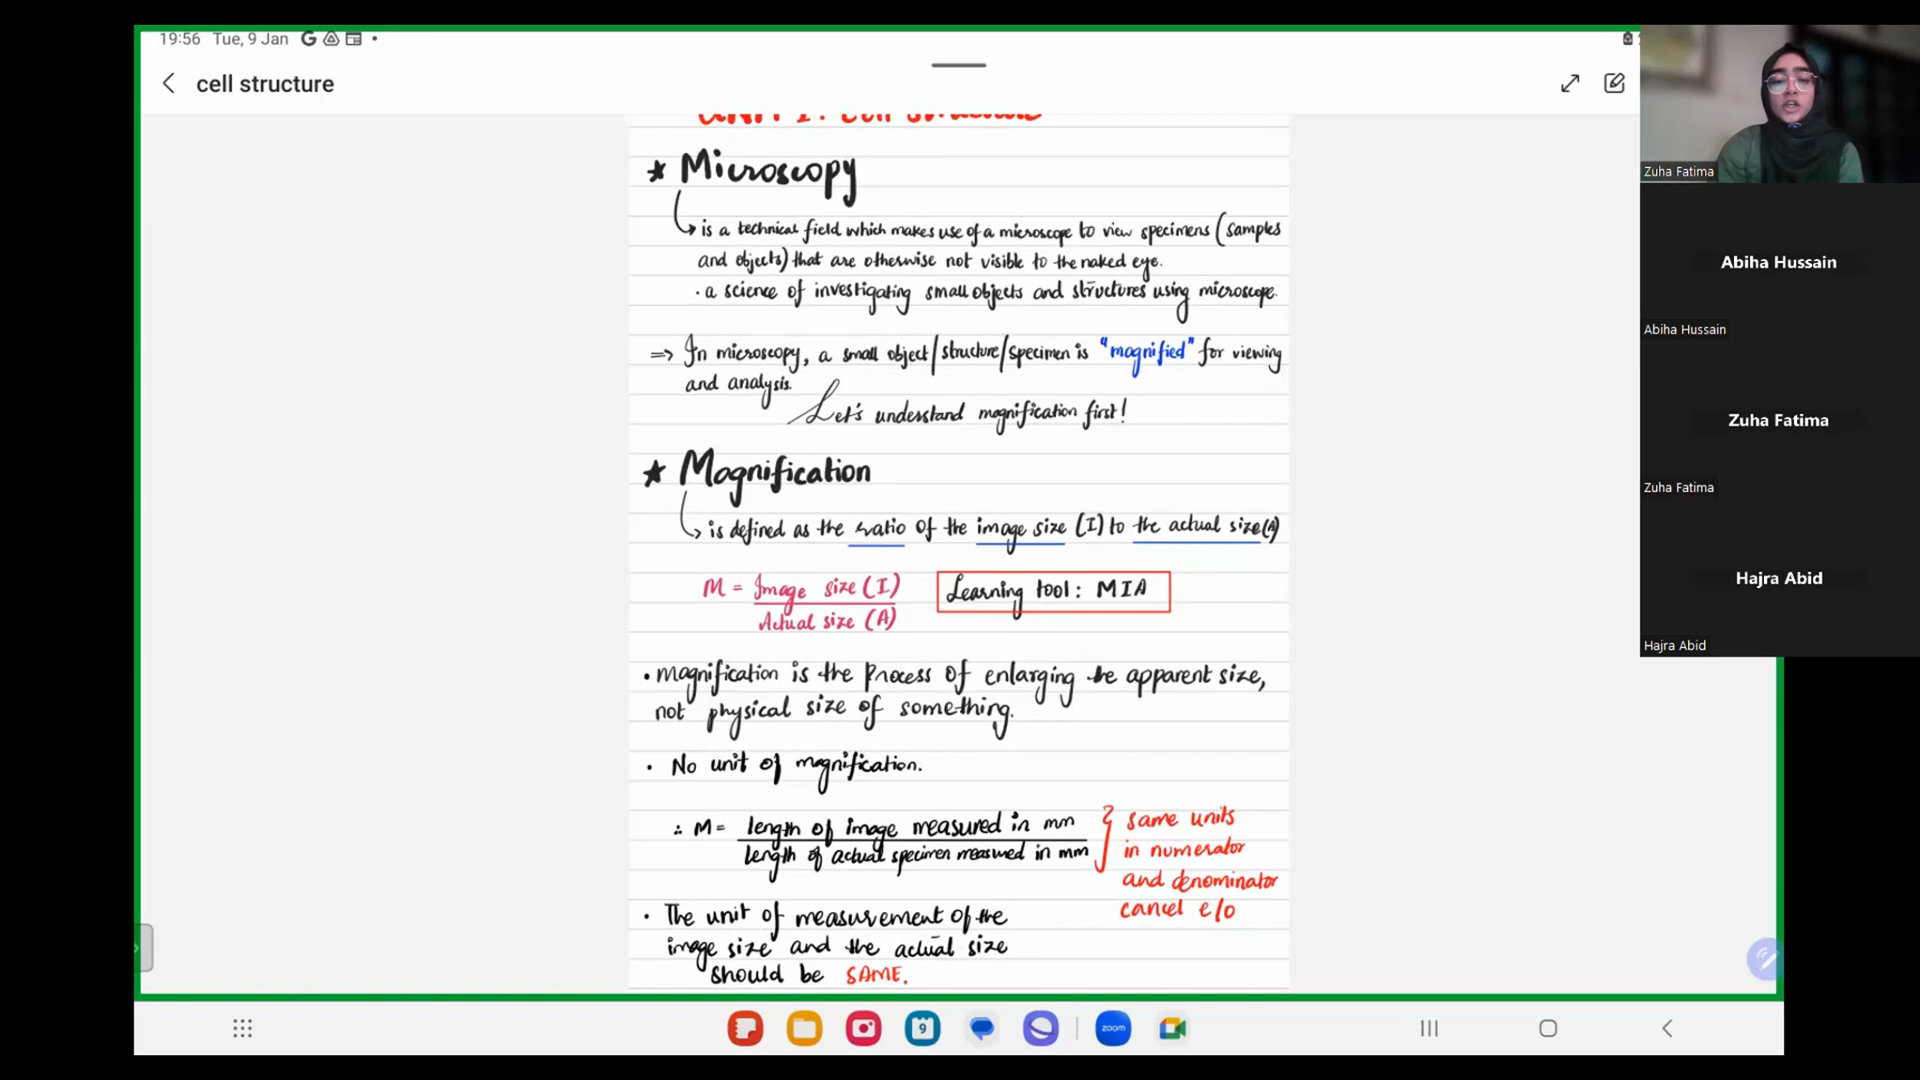 19:56 Tue, 9 Jan
cell structure
UNIT 1: Cell structure
Microscopy
is a technical field which makes use of a microscope to view specimens (samples
and objects) that are otherwise not visible to the naked eye.
· a science of investigating small objects and structures using microscope.
⇒ In microscopy, a small object/structure/specimen is "magnified" for viewing
and analysis.
Let's understand magnification first!
Magnification
is defined as the ratio of the image size (I) to the actual size(A)
M = Image size (I)
Actual size (A)
Learning tool: MIA
· magnification is the process of enlarging the apparent size,
not physical size of something.
· No unit of magnification.
∴ M = length of image measured in mm
length of actual specimen measured in mm
same units
in numerator
and denominator
cancel e/o
· The unit of measurement of the
image size and the actual size
should be SAME.
Zuha Fatima
Abiha Hussain
Abiha Hussain
Zuha Fatima
Zuha Fatima
Hajra Abid
Hajra Abid
9
zoom